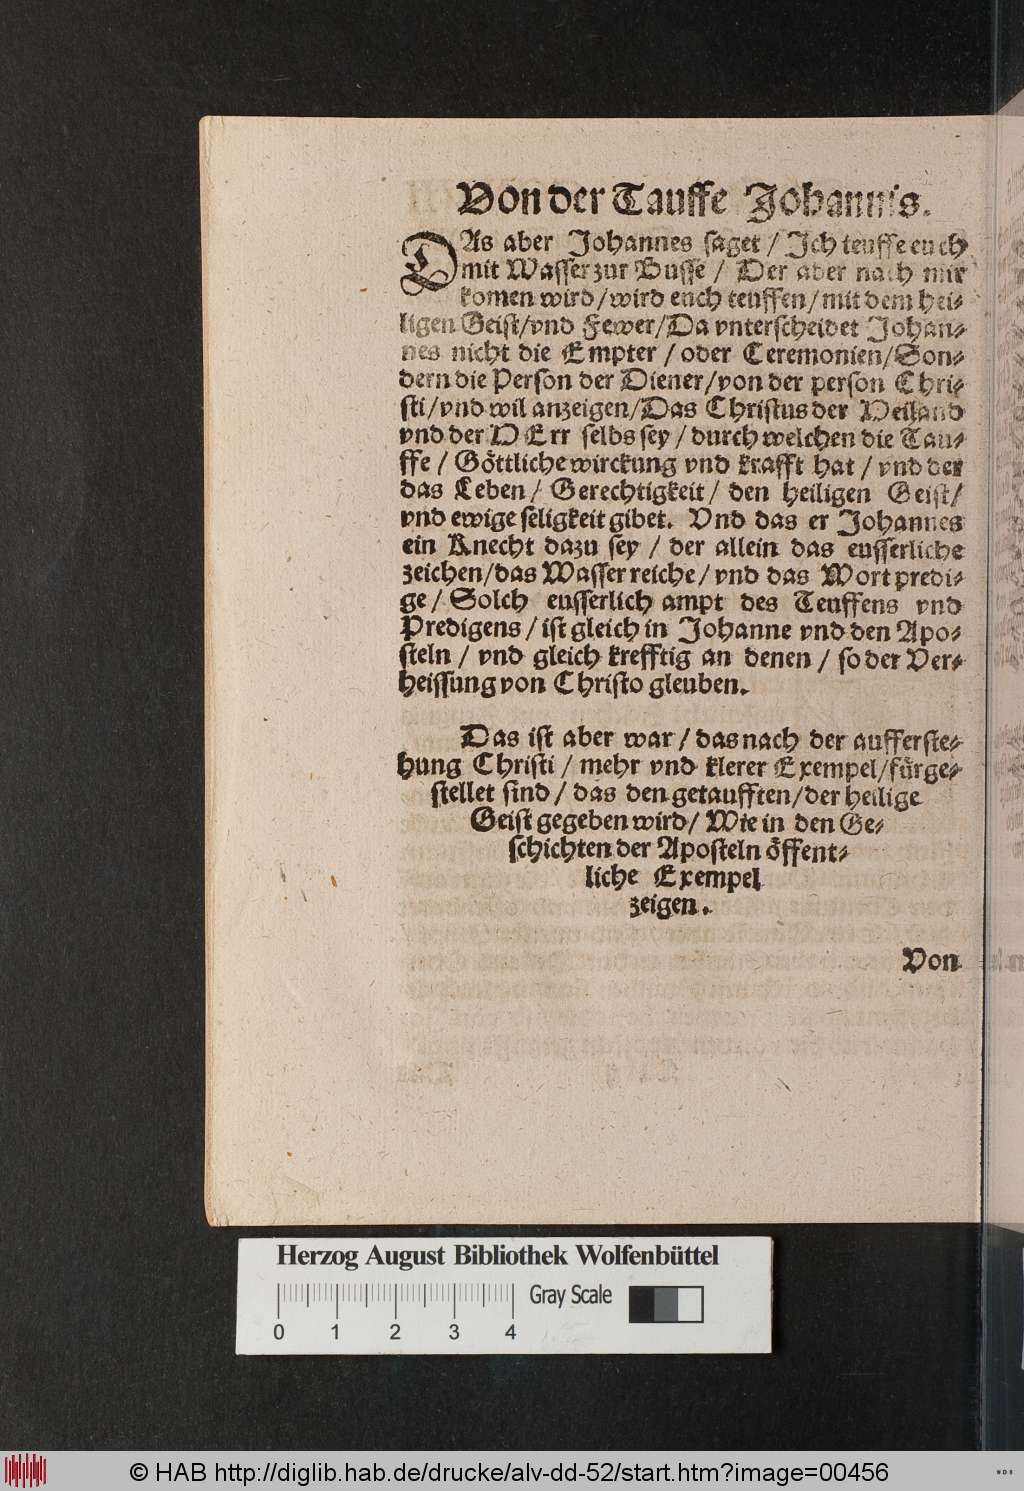 Von der Tauffe Johannis.
DAs aber Johannes saget / Jch teuffe euch
mit Wasser zur Busse / Der aber nach mir
komen wird / wird euch teuffen / mit dem hei-
ligen Geist / vnd Fewer / Da vnterscheidet Johan-
nes nicht die Empter / oder Ceremonien / Son-
dern die Person der Diener / von der person Chri-
sti / vnd wil anzeigen / Das Christus der Heiland
vnd der HErr selbs sey / durch welchen die Tau-
ffe / Göttliche wirckung vnd krafft hat / vnd der
das Leben / Gerechtigkeit / den heiligen Geist /
vnd ewige seligkeit gibet. Vnd das er Johannes
ein Knecht dazu sey / der allein das eusserliche
zeichen / das Wasser reiche / vnd das Wort predi-
ge / Solch eusserlich ampt des Teuffens vnd
Predigens / ist gleich in Johanne vnd den Apo-
steln / vnd gleich krefftig an denen / so der Ver-
heissung von Christo gleuben.
Das ist aber war / das nach der aufferste-
hung Christi / mehr vnd klerer Exempel / fürge-
stellet sind / das den getaufften / der heilige
Geist gegeben wird / Wie in den Ge-
schichten der Aposteln öffent-
liche Exempel
zeigen.
Von
Herzog August Bibliothek Wolfenbüttel
Gray Scale
0 1 2 3 4
© HAB http://diglib.hab.de/drucke/alv-dd-52/start.htm?image=00456